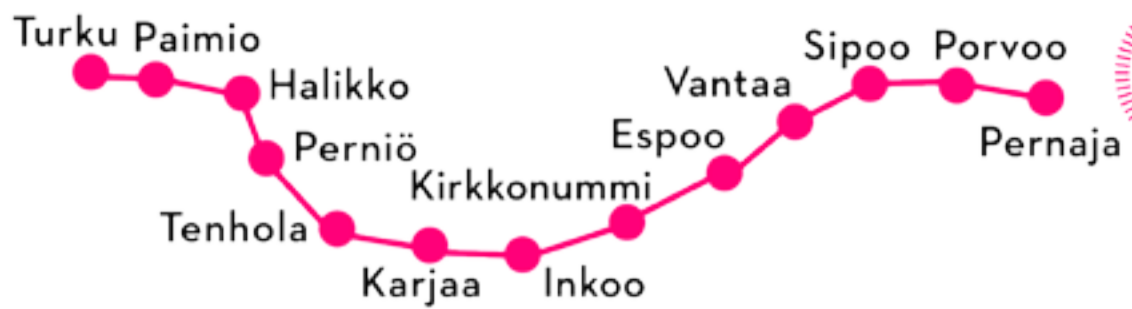 Turku
Paimio
Halikko
Perniö
Tenhola
Karjaa
Inkoo
Kirkkonummi
Espoo
Vantaa
Sipoo
Porvoo
Pernaja